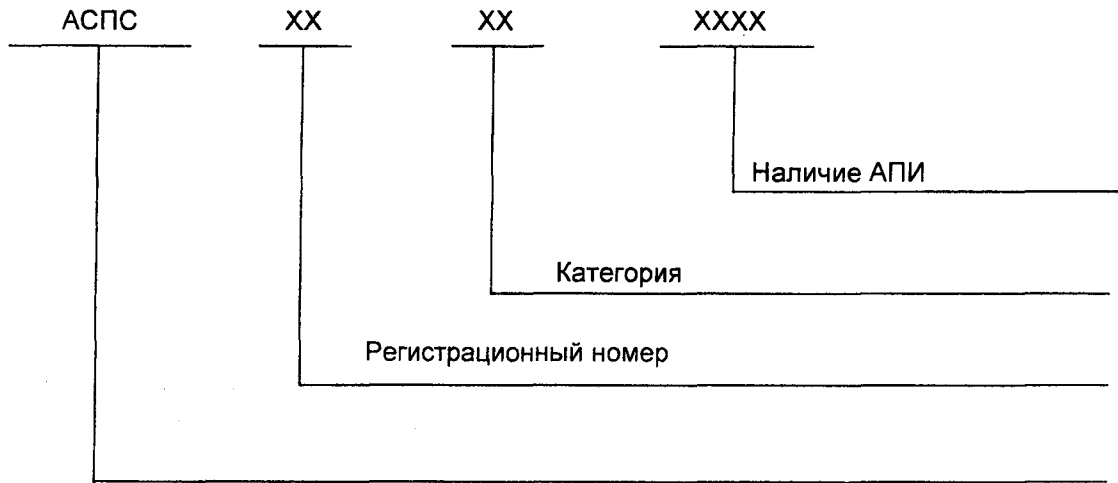 АСПС XX XX XXXX
Наличие АПИ
Категория
Регистрационный номер